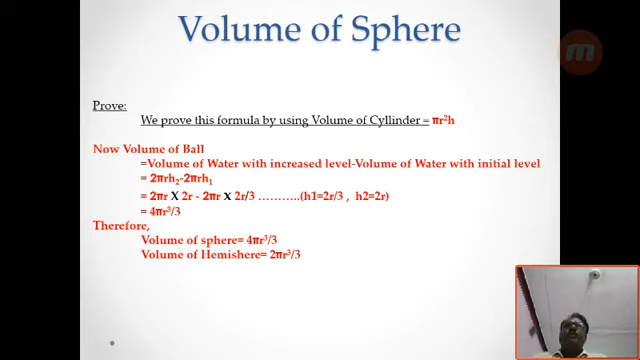 Volume of Sphere
Prove:
We prove this formula by using Volume of Cyllinder = πr²h
Now Volume of Ball
=Volume of Water with increased level-Volume of Water with initial level
= 2πrh₂-2πrh₁
= 2πr X 2r - 2πr x 2r/3 ………..(h1=2r/3 , h2=2r)
= 4πr³/3
Therefore,
Volume of sphere= 4πr³/3
Volume of Hemishere= 2πr³/3